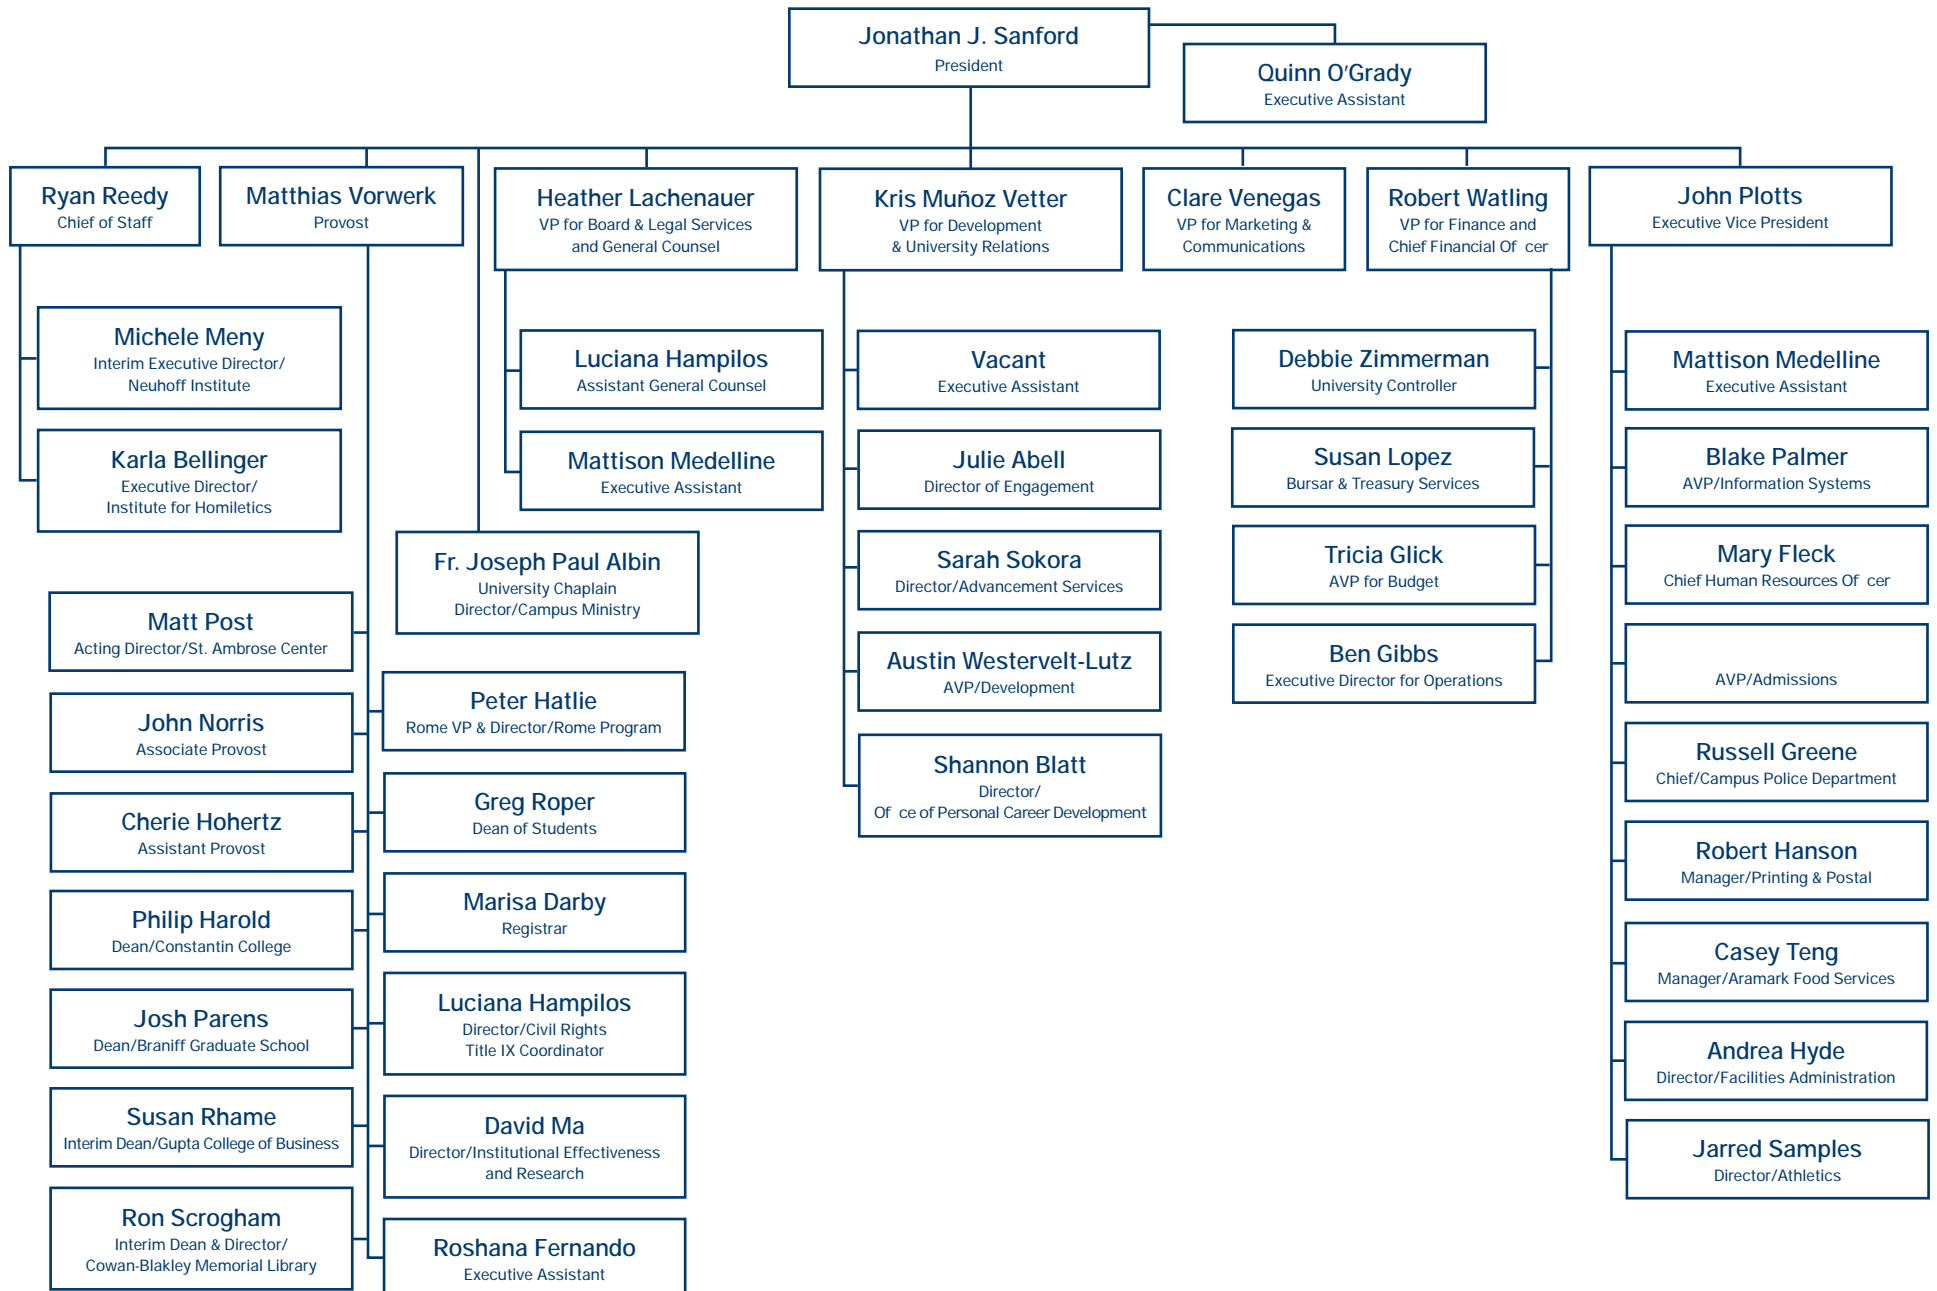 Jonathan J. Sanford
President
Quinn O'Grady
Executive Assistant
Ryan Reedy
Chief of Staff
Matthias Vorwerk
Provost
Heather Lachenauer
VP for Board & Legal Services
and General Counsel
Kris Muñoz Vetter
VP for Development
& University Relations
Clare Venegas
VP for Marketing &
Communications
Robert Watling
VP for Finance and
Chief Financial Of cer
John Plotts
Executive Vice President
Michele Meny
Interim Executive Director/
Neuhoff Institute
Karla Bellinger
Executive Director/
Institute for Homiletics
Matt Post
Acting Director/St. Ambrose Center
John Norris
Associate Provost
Cherie Hohertz
Assistant Provost
Philip Harold
Dean/Constantin College
Josh Parens
Dean/Braniff Graduate School
Susan Rhame
Interim Dean/Gupta College of Business
Ron Scrogham
Interim Dean & Director/
Cowan-Blakley Memorial Library
Fr. Joseph Paul Albin
University Chaplain
Director/Campus Ministry
Peter Hatlie
Rome VP & Director/Rome Program
Greg Roper
Dean of Students
Marisa Darby
Registrar
Luciana Hampilos
Director/Civil Rights
Title IX Coordinator
David Ma
Director/Institutional Effectiveness
and Research
Roshana Fernando
Executive Assistant
Luciana Hampilos
Assistant General Counsel
Mattison Medelline
Executive Assistant
Vacant
Executive Assistant
Julie Abell
Director of Engagement
Sarah Sokora
Director/Advancement Services
Austin Westervelt-Lutz
AVP/Development
Shannon Blatt
Director/
Of ce of Personal Career Development
Debbie Zimmerman
University Controller
Susan Lopez
Bursar & Treasury Services
Tricia Glick
AVP for Budget
Ben Gibbs
Executive Director for Operations
Mattison Medelline
Executive Assistant
Blake Palmer
AVP/Information Systems
Mary Fleck
Chief Human Resources Of cer
AVP/Admissions
Russell Greene
Chief/Campus Police Department
Robert Hanson
Manager/Printing & Postal
Casey Teng
Manager/Aramark Food Services
Andrea Hyde
Director/Facilities Administration
Jarred Samples
Director/Athletics